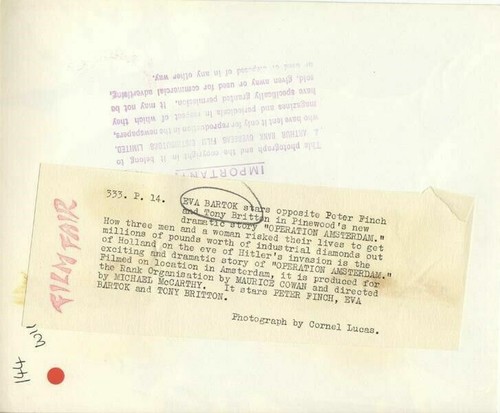 This photograph and the copyright in it belong to
J. ARTHUR RANK OVERSEAS FILM DISTRIBUTORS LIMITED,
who have lent it only for reproduction in newspapers,
magazines and periodicals in respect of which they
have specifically granted permission. It may not be
sold, given away or used for commercial advertising,
or used or disposed of in any other way.
IMPORTANT
333. P. 14.
EVA BARTOK stars opposite Peter Finch
and Tony Britton in Pinewood's new
dramatic story "OPERATION AMSTERDAM."
How three men and a woman risked their lives to get
millions of pounds worth of industrial diamonds out
of Holland on the eve of Hitler's invasion is the
exciting and dramatic story of "OPERATION AMSTERDAM."
Filmed on location in Amsterdam, it is produced for
the Rank Organisation by MAURICE COWAN and directed
by MICHAEL McCARTHY. It stars PETER FINCH, EVA
BARTOK and TONY BRITTON.
Photograph by Cornel Lucas.
FILM FAIR
144